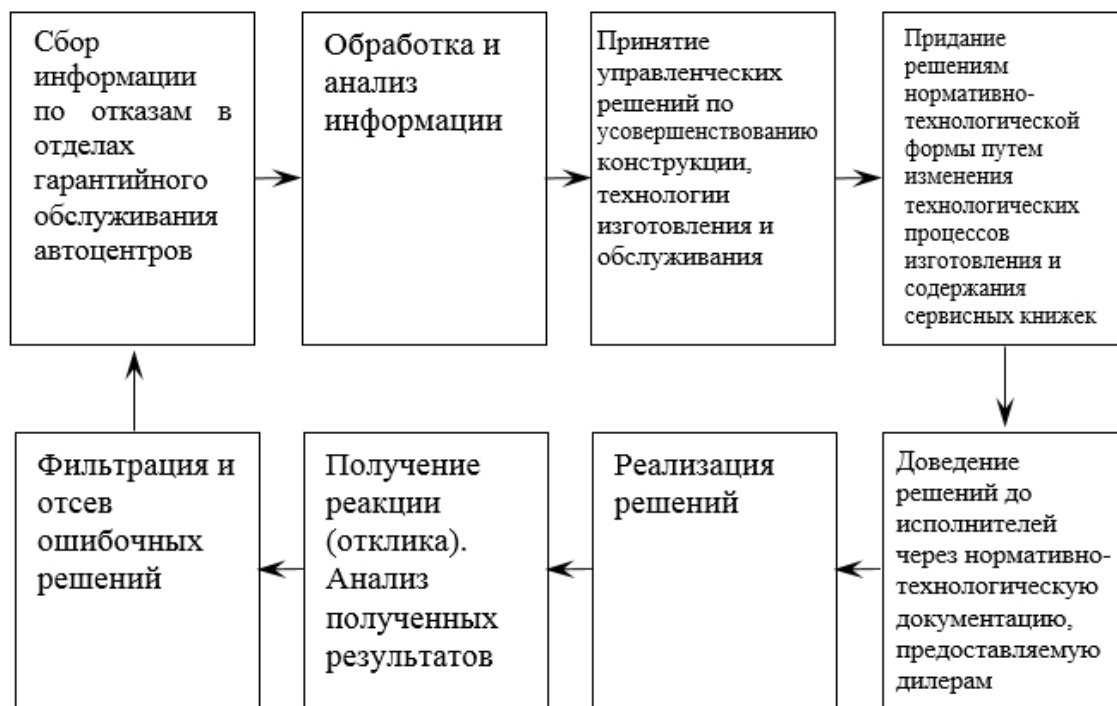 Сбор
информации
по отказам в
отделах
гарантийного
обслуживания
автоцентров
Обработка и
анализ
информации
Принятие
управленческих
решений по
усовершенствованию
конструкции,
технологии
изготовления и
обслуживания
Придание
решениям
нормативно-
технологической
формы путем
изменения
технологических
процессов
изготовления и
содержания
сервисных книжек
Доведение
решений до
исполнителей
через нормативно-
технологическую
документацию,
предоставляемую
дилерам
Реализация
решений
Получение
реакции
(отклика).
Анализ
полученных
результатов
Фильтрация и
отсев
ошибочных
решений